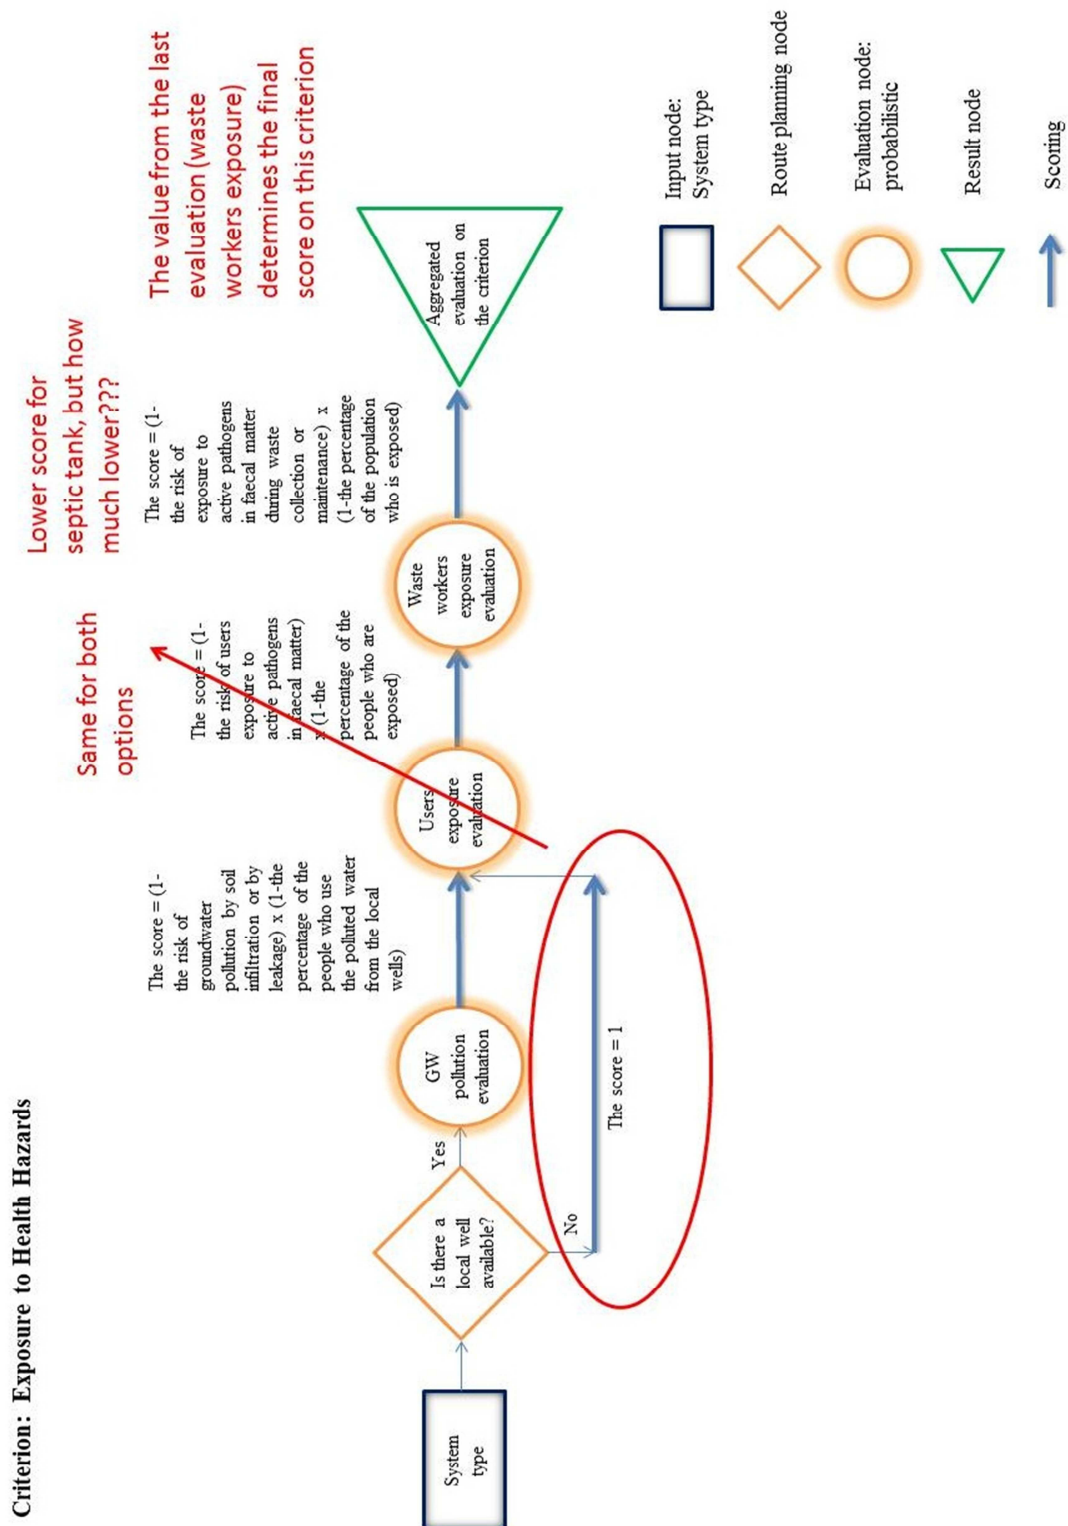 Criterion: Exposure to Health Hazards
System
type
Is there a
local well
available?
Yes
No
GW
pollution
evaluation
The score = (1-
the risk of
groundwater
pollution by soil
infiltration or by
leakage) x (1-the
percentage of the
people who use
the polluted water
from the local
wells)
The score = 1
Users
exposure
evaluation
Same for both
options
The score = (1-
the risk of users
exposure to
active pathogens
in faecal matter)
x (1-the
percentage of the
people who are
exposed)
Waste
workers
exposure
evaluation
Lower score for
septic tank, but how
much lower???
The score = (1-
the risk of
exposure to
active pathogens
in faecal matter
during waste
collection or
maintenance) x
(1-the percentage
of the population
who is exposed)
Aggregated
evaluation on
the criterion
The value from the last
evaluation (waste
workers exposure)
determines the final
score on this criterion
Input node:
System type
Route planning node
Evaluation node:
probabilistic
Result node
Scoring